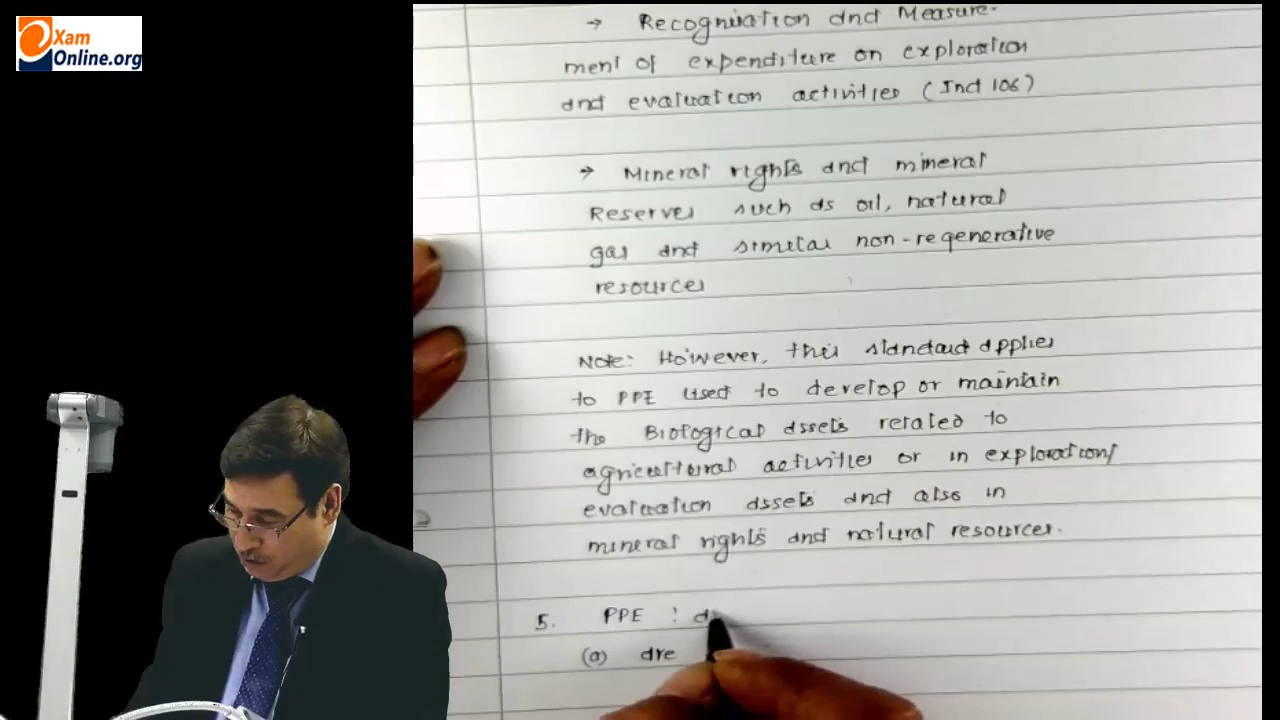 Xam
Online.org
→ Recognization and Measure-
ment of expenditure on exploration
and evaluation activities (Ind 106)
→ Mineral rights and mineral
Reserves such as oil, natural
gas and similar non-regenerative
resources
Note: However, this standard applies
to PPE used to develop or maintain
the Biological assets related to
agricultural activities or in exploration/
evaluation assets and also in
mineral rights and natural resources.
5. PPE :
(a) are